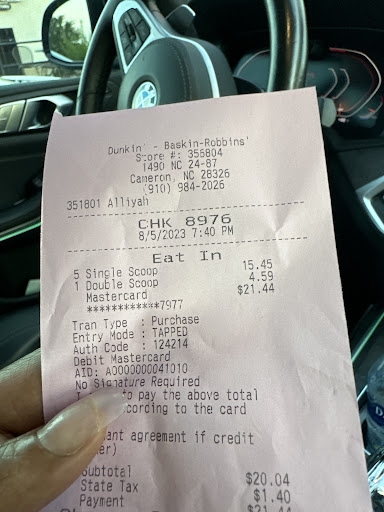 Dunkin' - Baskin-Robbins'
Store #: 355804
1490 NC 24-87
Cameron, NC 28326
(910) 984-2026
351801 Alliyah
CHK 8976
8/5/2023 7:40 PM
Eat In
5 Single Scoop 15.45
1 Double Scoop 4.59
Mastercard $21.44
************7977
Tran Type : Purchase
Entry Mode : TAPPED
Auth Code : 124214
Debit Mastercard
AID: A0000000041010
No Signature Required
to pay the above total
according to the card
agreement if credit
Subtotal $20.04
State Tax $1.40
Payment $21.44